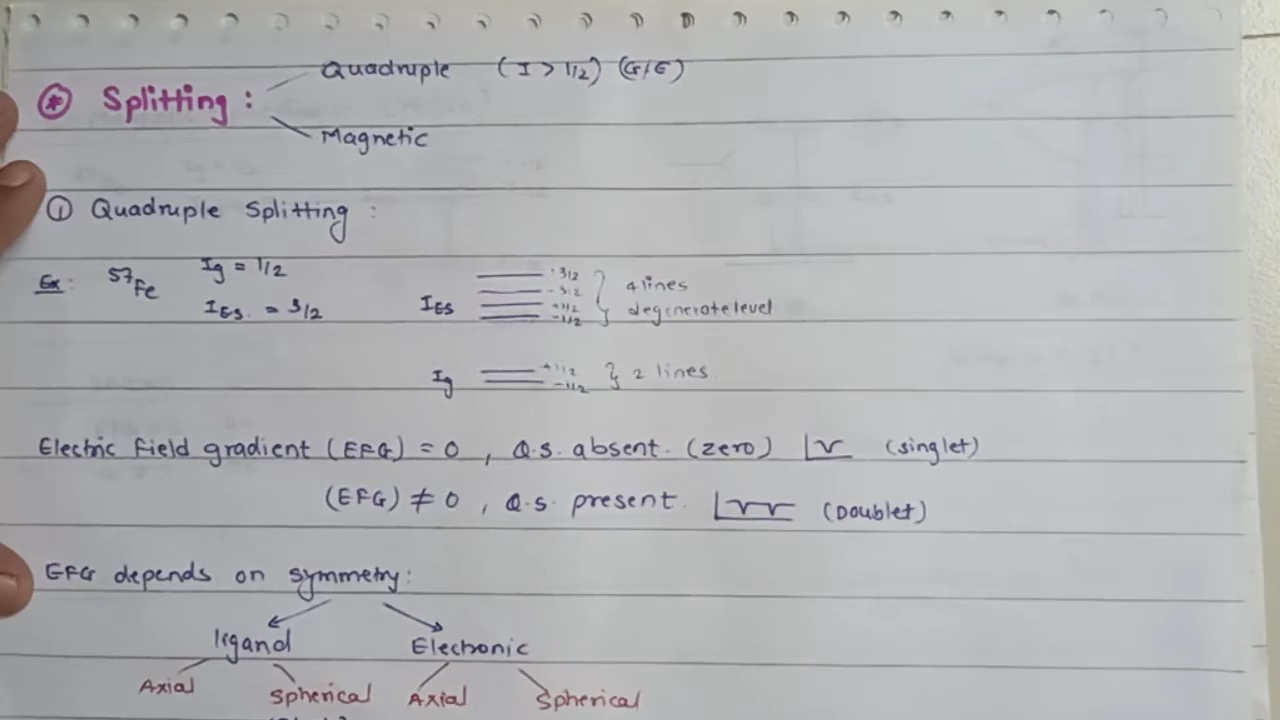 Quadruple (I > 1/2) (G/E)
* Splitting :
Magnetic
① Quadruple Splitting :
Ex: 57Fe Ig = 1/2
IES. = 3/2
IES +3/2 -3/2 +1/2 -1/2 } 4 lines degenerate level
Ig +1/2 -1/2 } 2 lines.
Electric Field gradient (EFG) = 0 , Q.S. absent. (zero) (singlet)
(EFG) ≠ 0 , Q.S. present. (Doublet)
EFG depends on symmetry:
ligand Electronic
Axial Spherical Axial Spherical